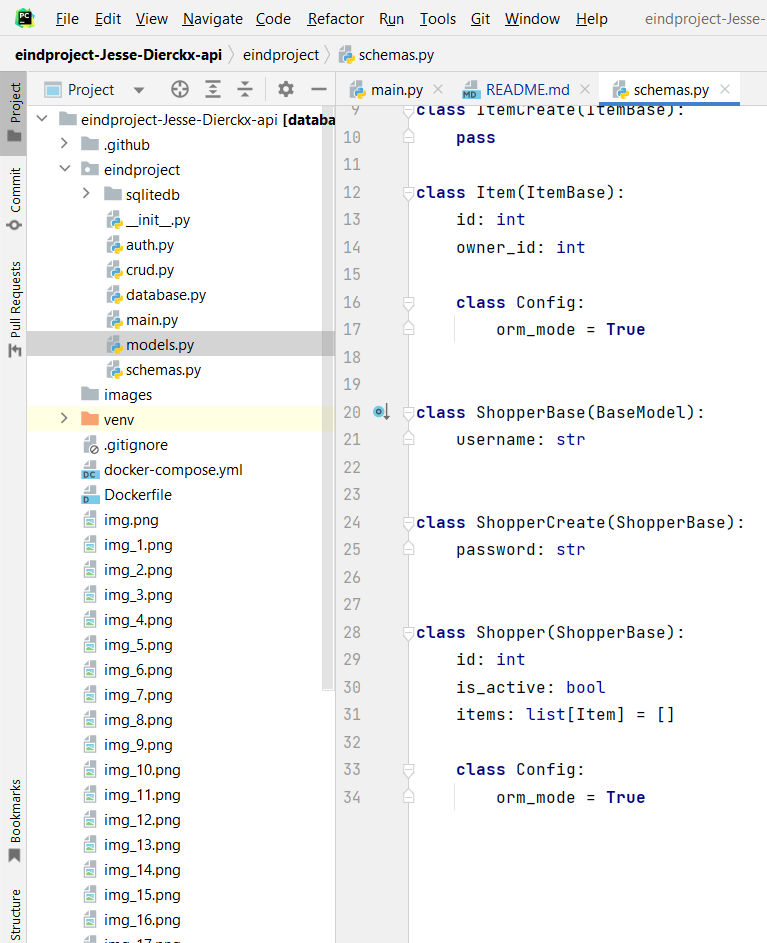 PC
File Edit View Navigate Code Refactor Run Tools Git Window Help eindproject-Jesse-
eindproject-Jesse-Dierckx-api eindproject schemas.py
Project
Commit
Pull Requests
Bookmarks
Structure
Project
eindproject-Jesse-Dierckx-api [databa
.github
eindproject
sqlitedb
__init__.py
auth.py
crud.py
database.py
main.py
models.py
schemas.py
images
venv
.gitignore
DC docker-compose.yml
D Dockerfile
img.png
img_1.png
img_2.png
img_3.png
img_4.png
img_5.png
img_6.png
img_7.png
img_8.png
img_9.png
img_10.png
img_11.png
img_12.png
img_13.png
img_14.png
img_15.png
img_16.png
img_17.png
main.py MD README.md schemas.py
9 class ItemCreate(ItemBase):
10 pass
11
12 class Item(ItemBase):
13 id: int
14 owner_id: int
15
16 class Config:
17 orm_mode = True
18
19
20 class ShopperBase(BaseModel):
21 username: str
22
23
24 class ShopperCreate(ShopperBase):
25 password: str
26
27
28 class Shopper(ShopperBase):
29 id: int
30 is_active: bool
31 items: list[Item] = []
32
33 class Config:
34 orm_mode = True